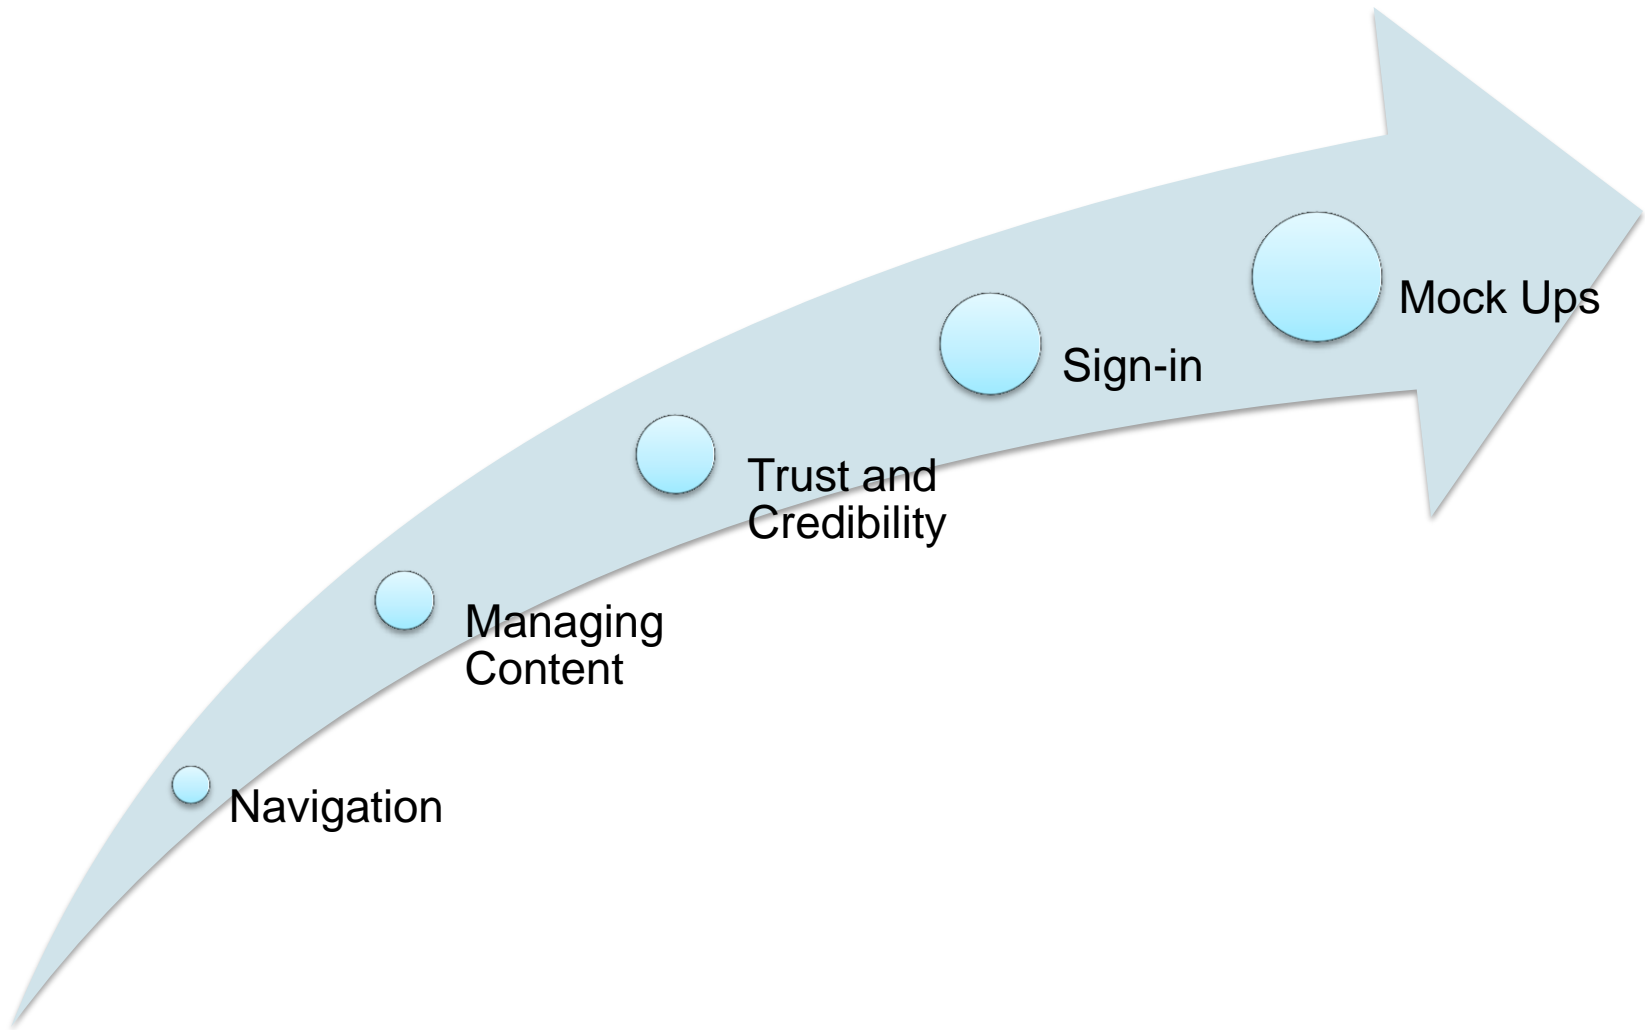 Mock Ups
Sign-in
Trust and
Credibility
Managing
Content
Navigation